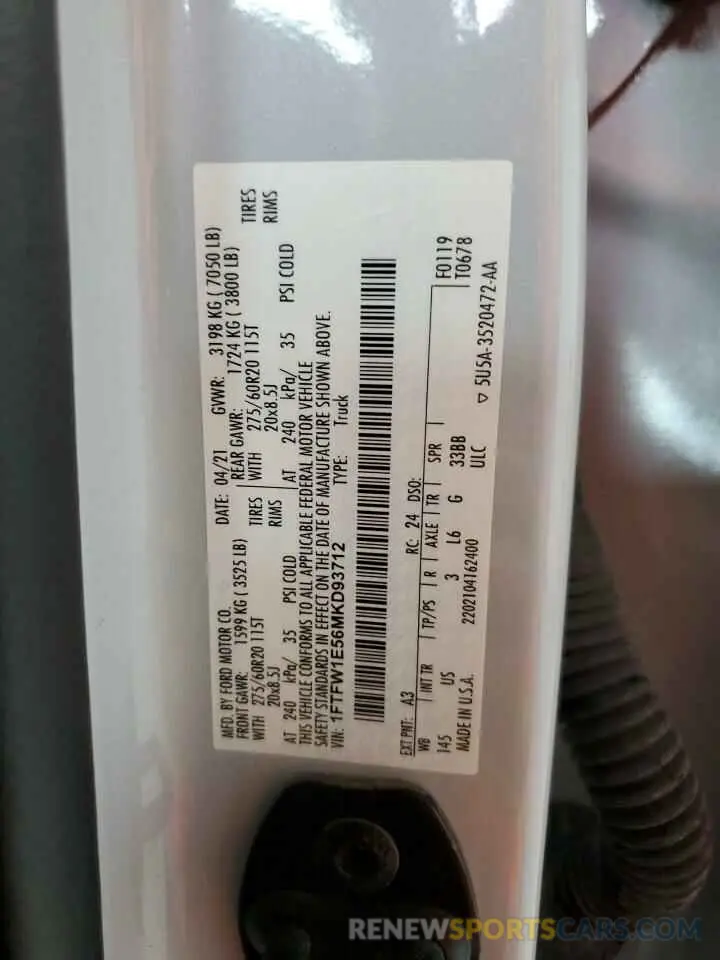 MFD. BY FORD MOTOR CO. DATE: 04/21 GVWR: 3198 KG ( 7050 LB)
FRONT GAWR: 1599 KG ( 3525 LB) REAR GAWR: 1724 KG ( 3800 LB)
WITH 275/60R20 115T TIRES WITH 275/60R20 115T TIRES
20x8.5J RIMS 20x8.5J RIMS
AT 240 kPa/ 35 PSI COLD AT 240 kPa/ 35 PSI COLD
THIS VEHICLE CONFORMS TO ALL APPLICABLE FEDERAL MOTOR VEHICLE
SAFETY STANDARDS IN EFFECT ON THE DATE OF MANUFACTURE SHOWN ABOVE.
VIN: 1FTFW1E56MKD93712 TYPE: Truck
EXT PNT: A3 RC: 24 DSO: F0119
WB INT TR TP/PS R AXLE TR SPR T0678
145 US 3 L6 G 33BB
MADE IN U.S.A. 2202104162400 ULC
5U5A-3520472-AA
RENEWSPORTSCARS.COM